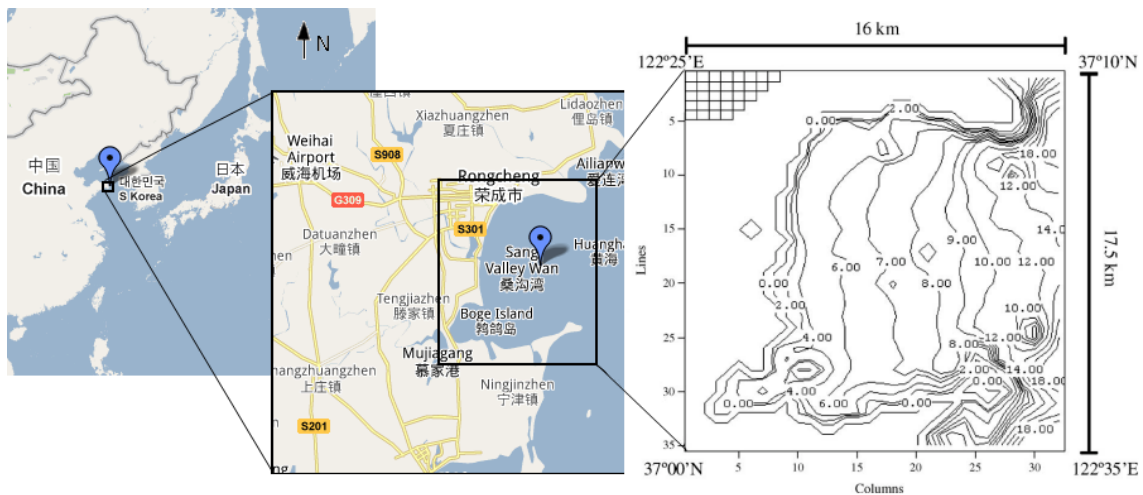 N
中国
China
대한민국
S Korea
日本
Japan
Xiazhuangzhen
夏庄镇
Lidaozhen
俚岛镇
Weihai
Airport
威海机场
S908
Ailianwa
Rongcheng
荣成市
G309
S301
Datuanzhen
大疃镇
Sang
Valley Wan
桑沟湾
Huangha
黄海
Tengjiazhen
滕家镇
Boge Island
鹁鸽岛
Mujiagang
慕家港
hangzhuangzhen
上庄镇
Ningjinzhen
宁津镇
S201
ng
16 km
122º25'E
37º10'N
17.5 km
Lines
5
10
15
20
25
30
35
0.00
2.00
18.00
12.00
14.00
9.00
10.00
12.00
6.00
7.00
8.00
0.00
2.00
10.00
4.00
12.00
8.00
2.00
14.00
0.00
18.00
4.00
0.00
6.00
0.00
18.00
37º00'N
5
10
15
20
25
30
122º35'E
Columns